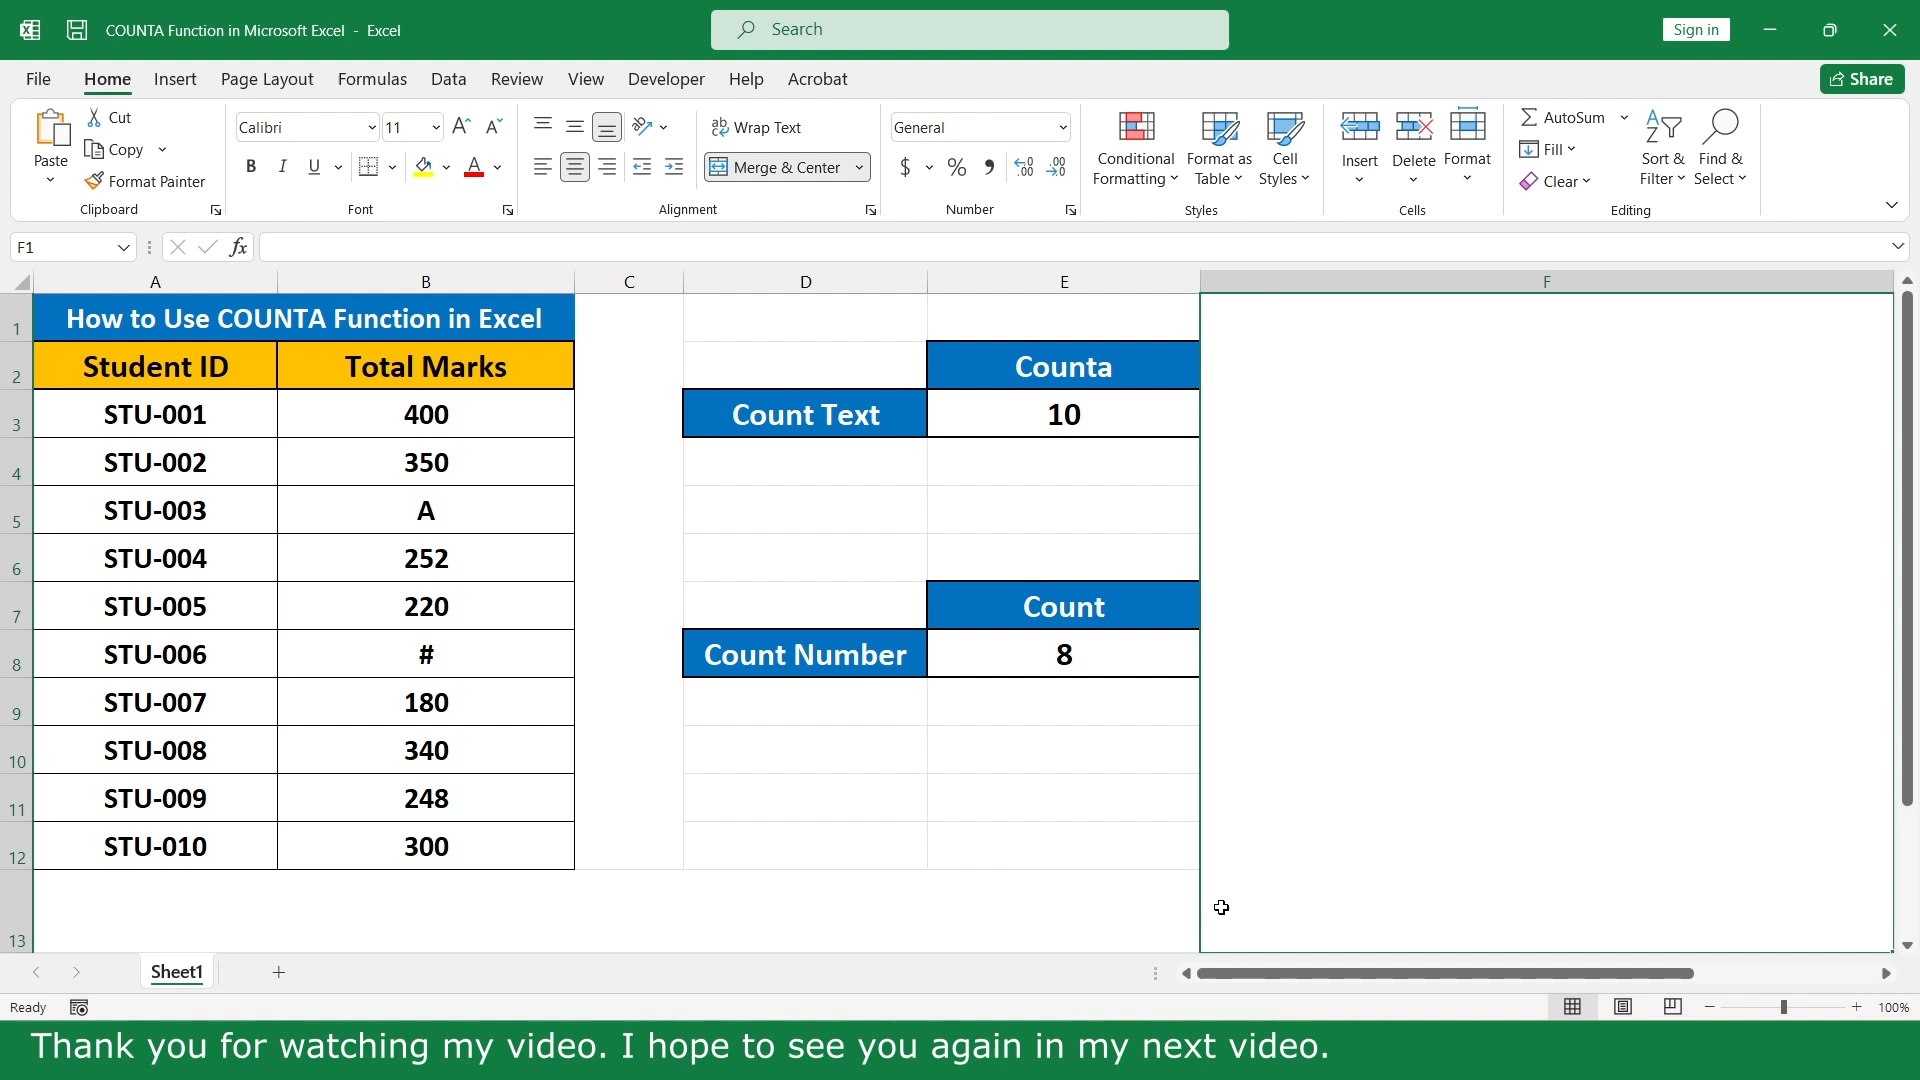 COUNTA Function in Microsoft Excel - Excel
Search
Sign in
File Home Insert Page Layout Formulas Data Review View Developer Help Acrobat
Share
Paste
Cut
Copy
Format Painter
Clipboard
Calibri 11
B I U
Font
Wrap Text
Merge & Center
Alignment
General
$ % , .00 .00
Number
Conditional Formatting
Format as Table
Cell Styles
Styles
Insert
Delete
Format
Cells
AutoSum
Fill
Clear
Sort & Filter
Find & Select
Editing
F1 fx
A B C D E F
1 How to Use COUNTA Function in Excel
2 Student ID Total Marks Counta
3 STU-001 400 Count Text 10
4 STU-002 350
5 STU-003 A
6 STU-004 252
7 STU-005 220 Count
8 STU-006 # Count Number 8
9 STU-007 180
10 STU-008 340
11 STU-009 248
12 STU-010 300
13
Sheet1
Ready
100%
Thank you for watching my video. I hope to see you again in my next video.